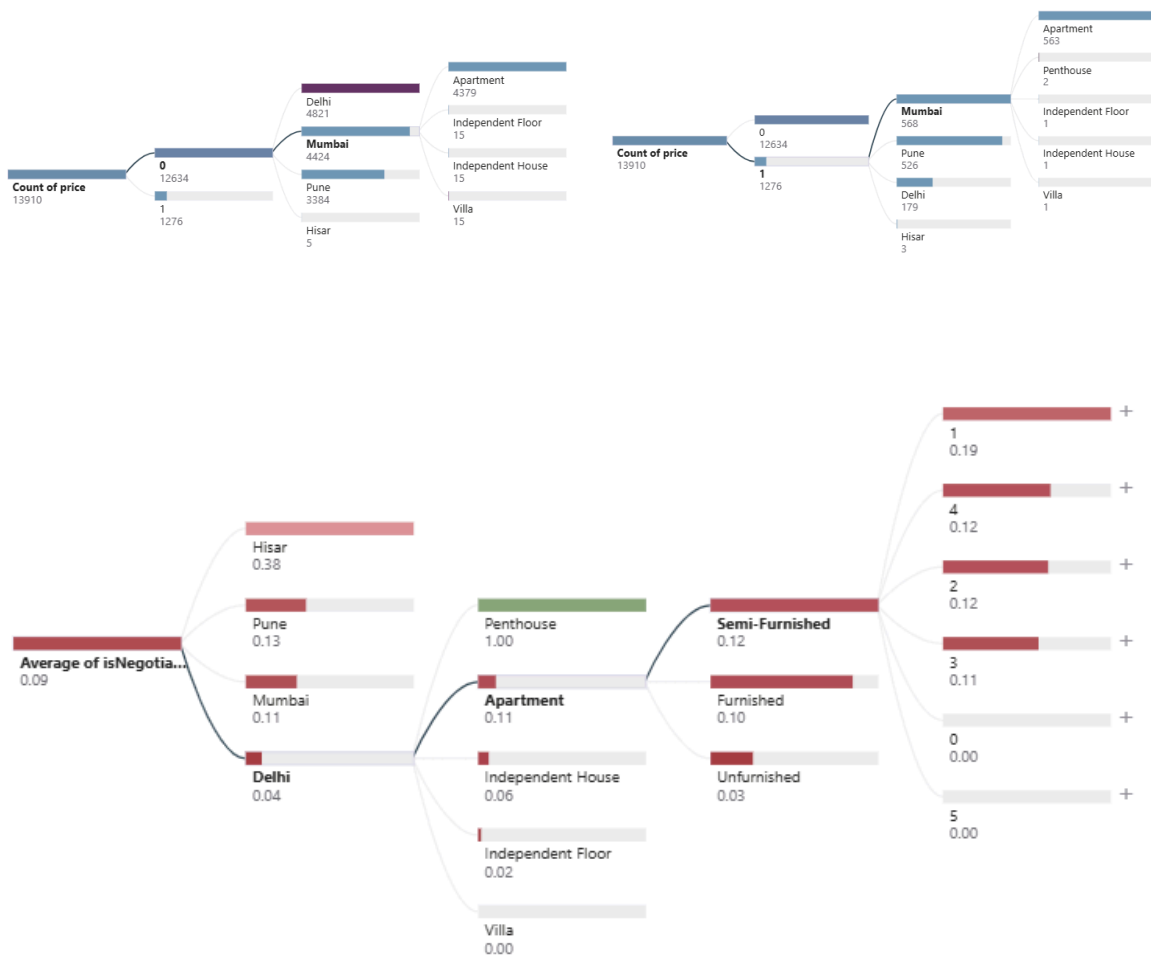 Count of price
13910
0
12634
1
1276
Delhi
4821
Mumbai
4424
Pune
3384
Hisar
5
Apartment
4379
Independent Floor
15
Independent House
15
Villa
15
Count of price
13910
0
12634
1
1276
Mumbai
568
Pune
526
Delhi
179
Hisar
3
Apartment
563
Penthouse
2
Independent Floor
1
Independent House
1
Villa
1
Average of isNegotia...
0.09
Hisar
0.38
Pune
0.13
Mumbai
0.11
Delhi
0.04
Penthouse
1.00
Apartment
0.11
Independent House
0.06
Independent Floor
0.02
Villa
0.00
Semi-Furnished
0.12
Furnished
0.10
Unfurnished
0.03
1
0.19
4
0.12
2
0.12
3
0.11
0
0.00
5
0.00